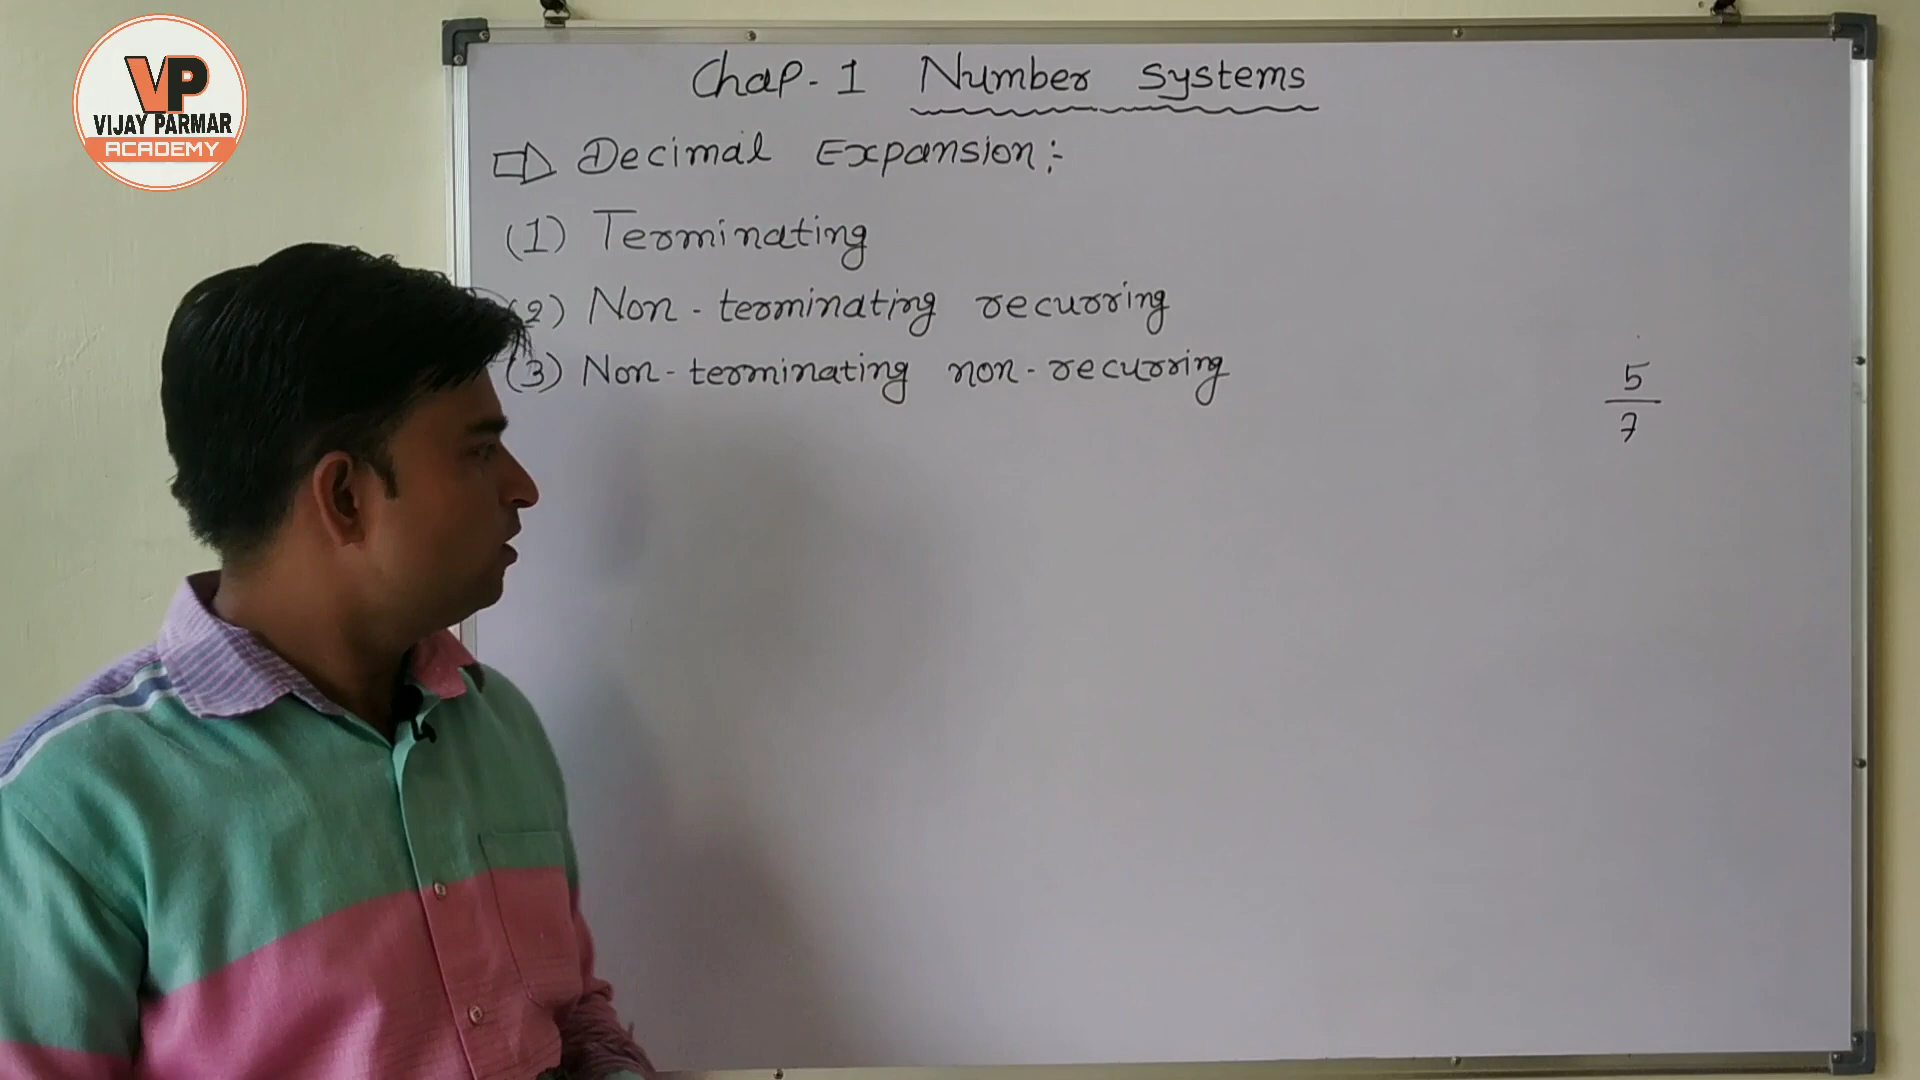 VP
VIJAY PARMAR
ACADEMY
Chap-1 Number Systems
Decimal Expansion:-
(1) Terminating
(2) Non-terminating recurring
(3) Non-terminating non-recurring
5
7